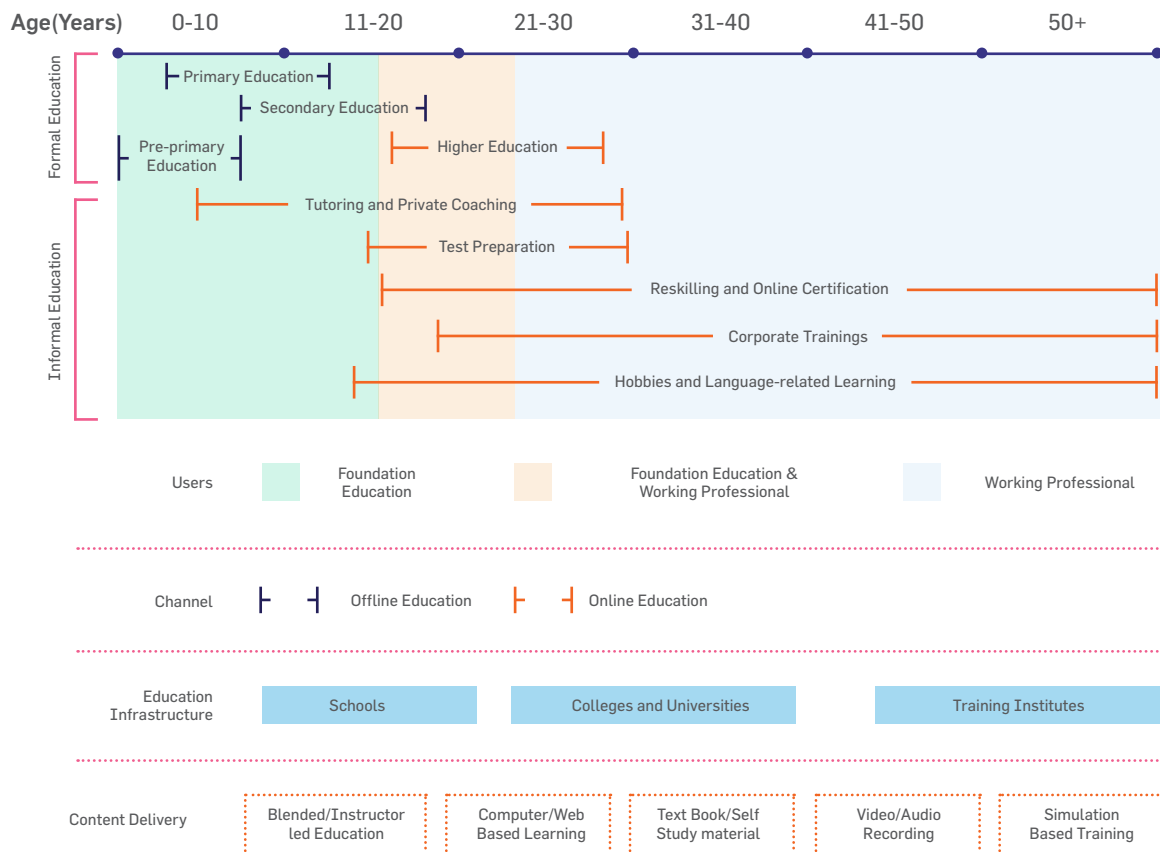 Age(Years) 0-10 11-20 21-30 31-40 41-50 50+
Formal Education
Primary Education
Secondary Education
Pre-primary
Education
Higher Education
Informal Education
Tutoring and Private Coaching
Test Preparation
Reskilling and Online Certification
Corporate Trainings
Hobbies and Language-related Learning
Users
Foundation
Education
Foundation Education &
Working Professional
Working Professional
Channel
Offline Education
Online Education
Education
Infrastructure
Schools
Colleges and Universities
Training Institutes
Content Delivery
Blended/Instructor
led Education
Computer/Web
Based Learning
Text Book/Self
Study material
Video/Audio
Recording
Simulation
Based Training